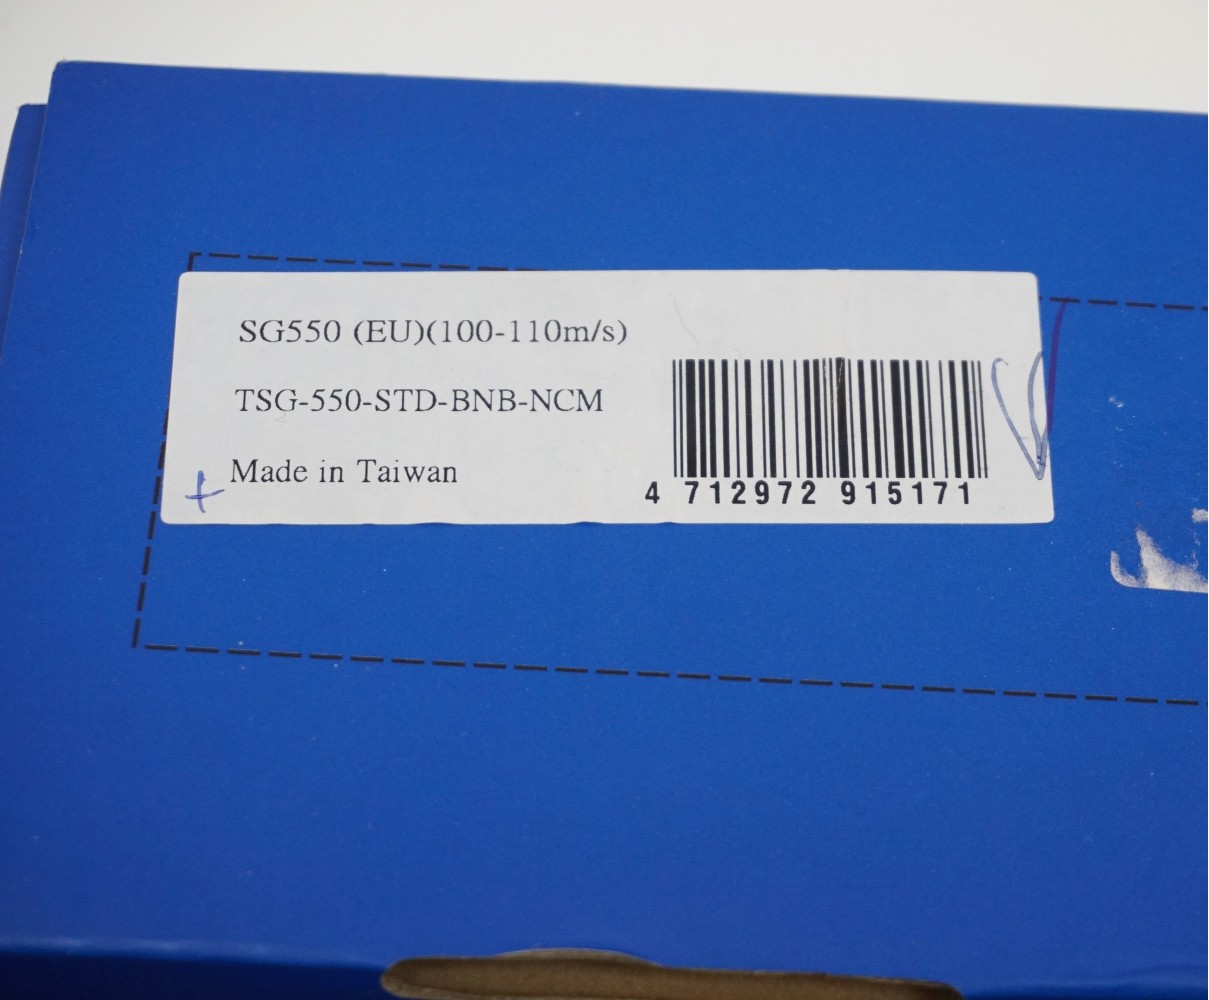 SG550 (EU)(100-110m/s)
TSG-550-STD-BNB-NCM
Made in Taiwan
4 712972 915171